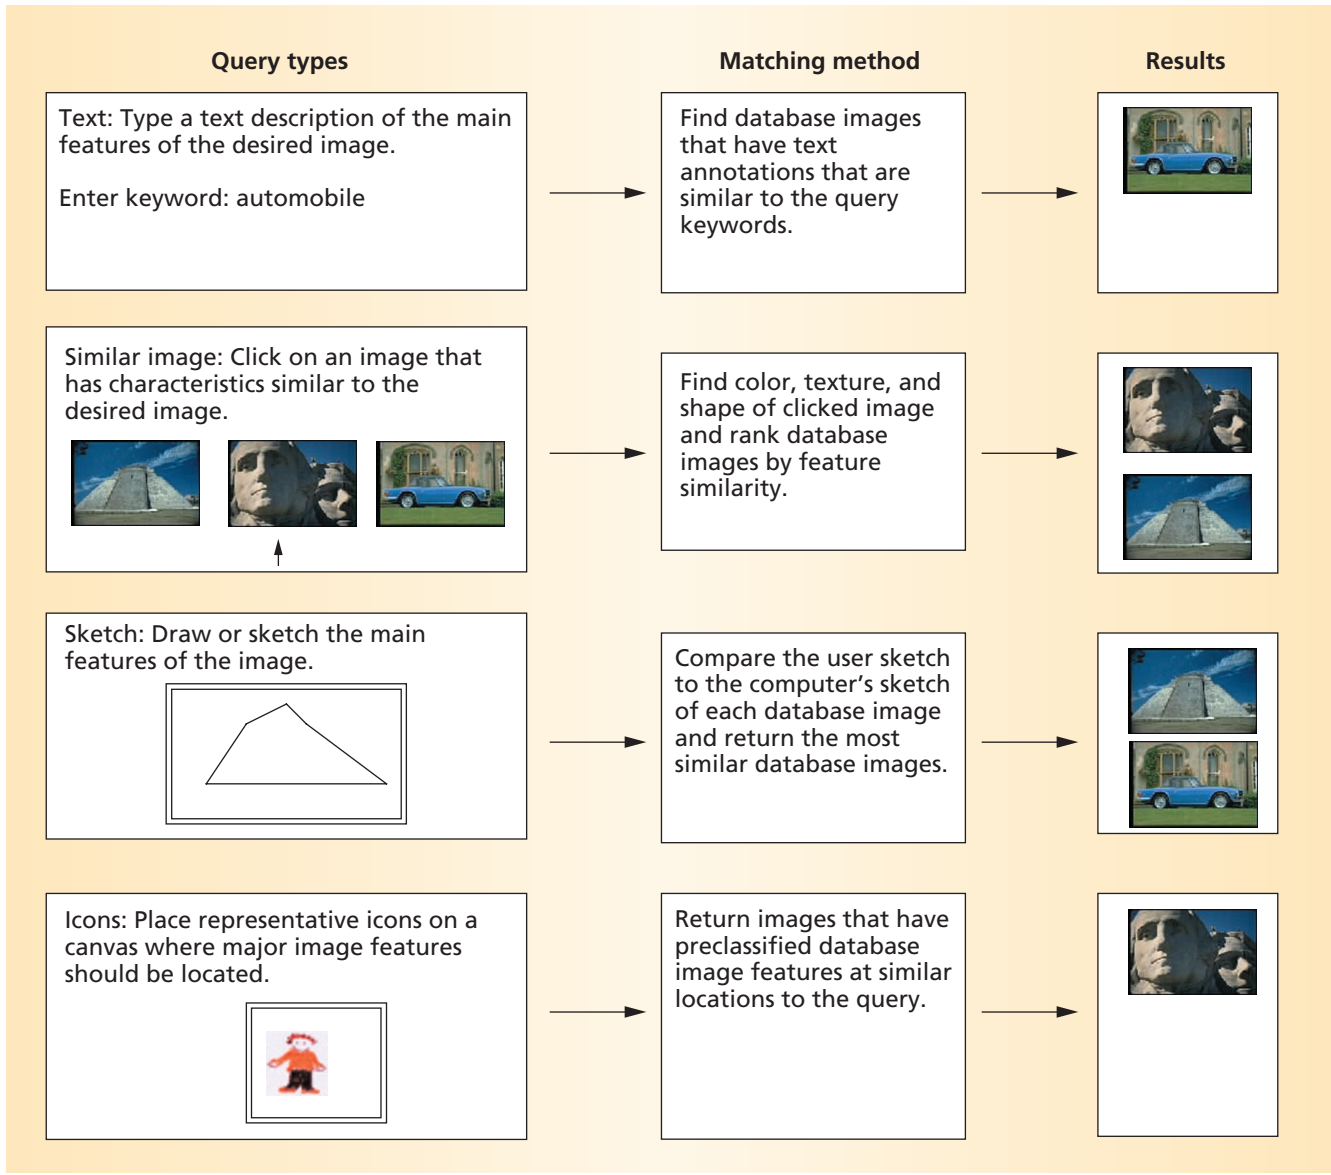 Query types
Matching method
Results
Text: Type a text description of the main
features of the desired image.
Enter keyword: automobile
Find database images
that have text
annotations that are
similar to the query
keywords.
Similar image: Click on an image that
has characteristics similar to the
desired image.
Find color, texture, and
shape of clicked image
and rank database
images by feature
similarity.
Sketch: Draw or sketch the main
features of the image.
Compare the user sketch
to the computer's sketch
of each database image
and return the most
similar database images.
Icons: Place representative icons on a
canvas where major image features
should be located.
Return images that have
preclassified database
image features at similar
locations to the query.